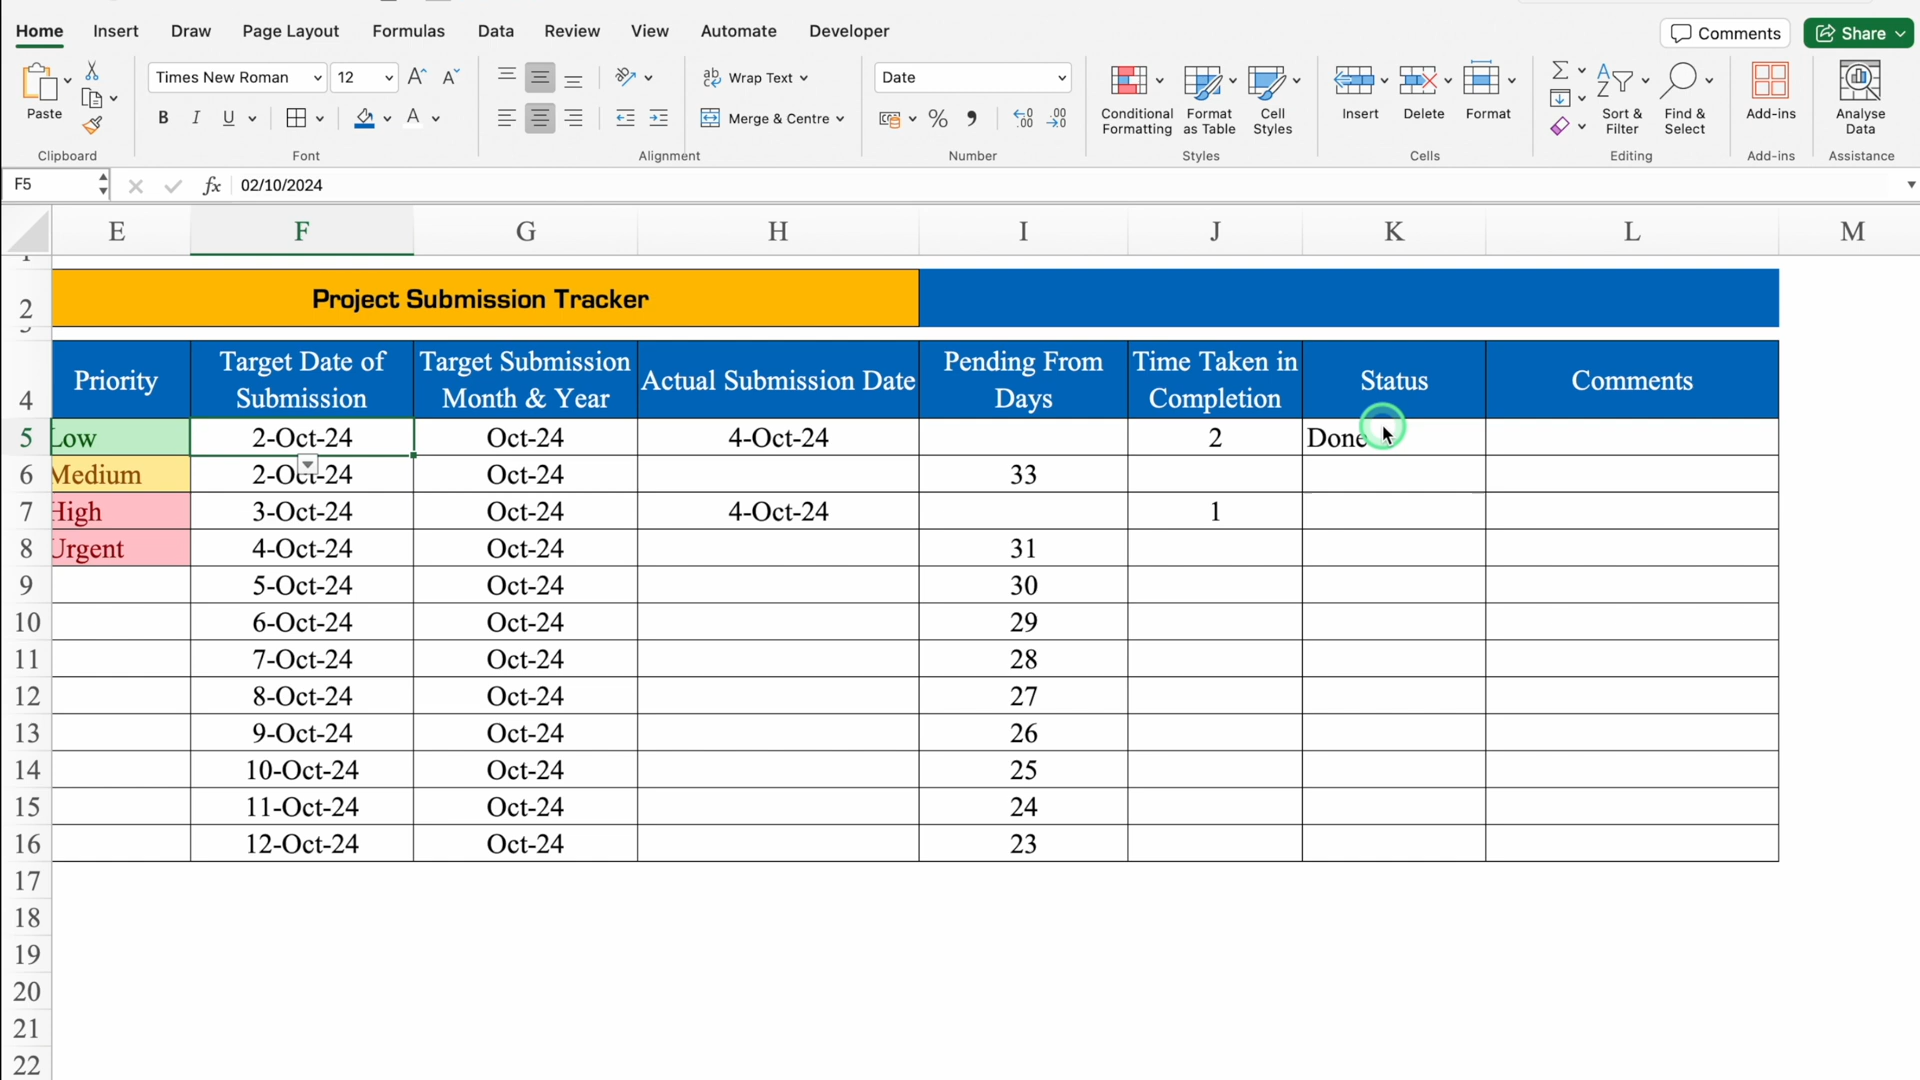 Home Insert Draw Page Layout Formulas Data Review View Automate Developer Comments Share
Times New Roman 12 Wrap Text Date
Paste B I U A Merge & Centre % Conditional Formatting Format as Table Cell Styles Insert Delete Format Sort & Filter Find & Select Add-ins Analyse Data
Clipboard Font Alignment Number Styles Cells Editing Add-ins Assistance
F5 fx 02/10/2024
E F G H I J K L M
2 Project Submission Tracker
4 Priority Target Date of Submission Target Submission Month & Year Actual Submission Date Pending From Days Time Taken in Completion Status Comments
5 Low 2-Oct-24 Oct-24 4-Oct-24 2 Done
6 Medium 2-Oct-24 Oct-24 33
7 High 3-Oct-24 Oct-24 4-Oct-24 1
8 Urgent 4-Oct-24 Oct-24 31
9 5-Oct-24 Oct-24 30
10 6-Oct-24 Oct-24 29
11 7-Oct-24 Oct-24 28
12 8-Oct-24 Oct-24 27
13 9-Oct-24 Oct-24 26
14 10-Oct-24 Oct-24 25
15 11-Oct-24 Oct-24 24
16 12-Oct-24 Oct-24 23
17
18
19
20
21
22